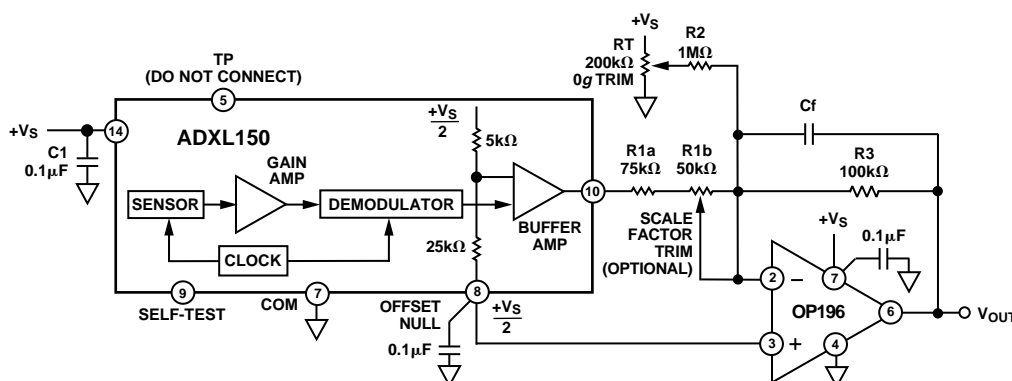 +VS
RT
200kΩ
0g TRIM
R2
1MΩ
TP
(DO NOT CONNECT)
5
+VS
14
C1
0.1µF
ADXL150
+VS
2
5kΩ
GAIN
AMP
SENSOR
DEMODULATOR
CLOCK
25kΩ
BUFFER
AMP
10
R1a
75kΩ
R1b
50kΩ
SCALE
FACTOR
TRIM
(OPTIONAL)
Cf
R3
100kΩ
+VS
0.1µF
9
SELF-TEST
COM
7
8
OFFSET
NULL
+VS
2
0.1µF
2
–
7
OP196
6
VOUT
3
+
4